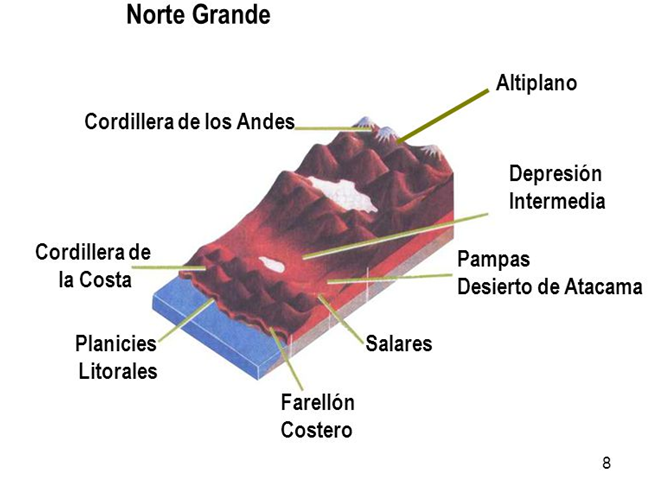 Norte Grande
Altiplano
Cordillera de los Andes
Depresión
Intermedia
Cordillera de
la Costa
Pampas
Desierto de Atacama
Planicies
Litorales
Salares
Farellón
Costero
8